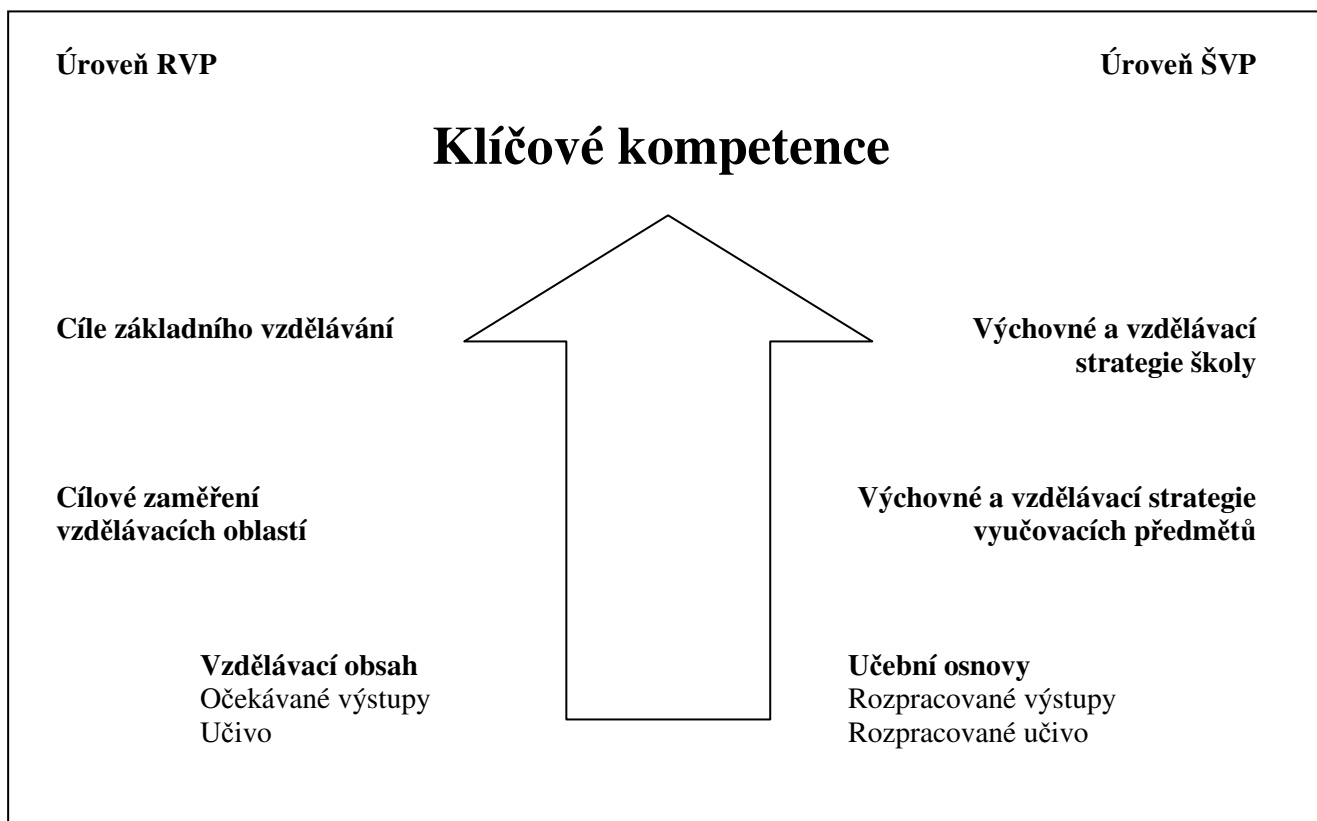 Úroveň RVP
Úroveň ŠVP
Klíčové kompetence
Cíle základního vzdělávání
Výchovné a vzdělávací
strategie školy
Cílové zaměření
vzdělávacích oblastí
Výchovné a vzdělávací strategie
vyučovacích předmětů
Vzdělávací obsah
Očekávané výstupy
Učivo
Učební osnovy
Rozpracované výstupy
Rozpracované učivo